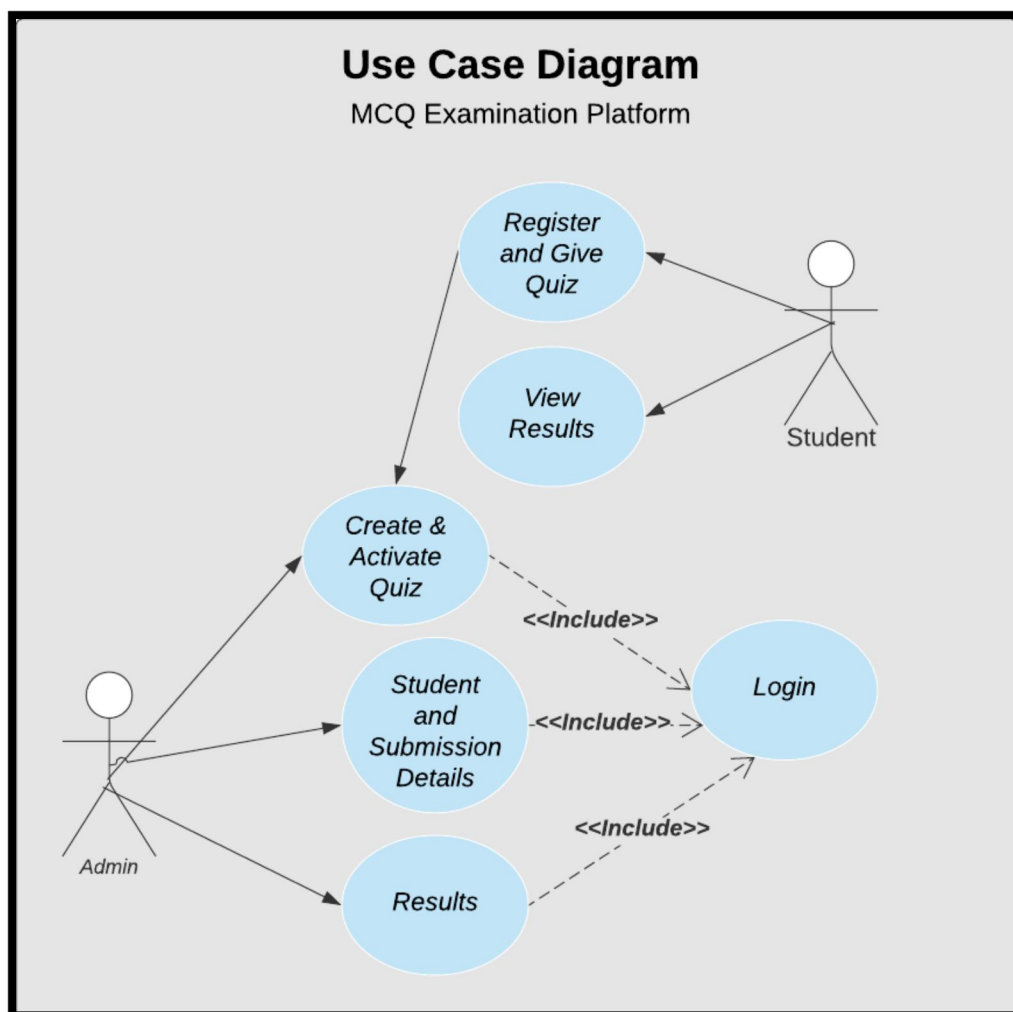 Use Case Diagram
MCQ Examination Platform
Register
and Give
Quiz
View
Results
Student
Create &
Activate
Quiz
<<Include>>
Student
and
Submission
Details
<<Include>>
Login
<<Include>>
Admin
Results